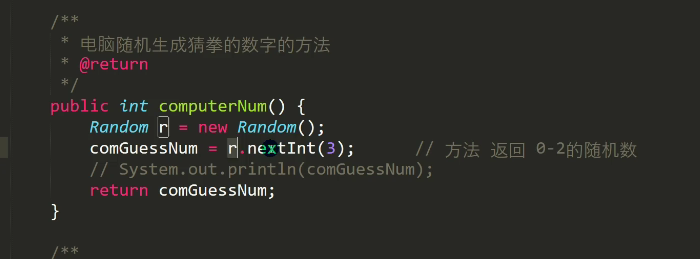 /**
* 电脑随机生成猜拳的数字的方法
* @return
*/
public int computerNum() {
Random r = new Random();
comGuessNum = r.nextInt(3);    // 方法 返回 0-2的随机数
// System.out.println(comGuessNum);
return comGuessNum;
}
/**